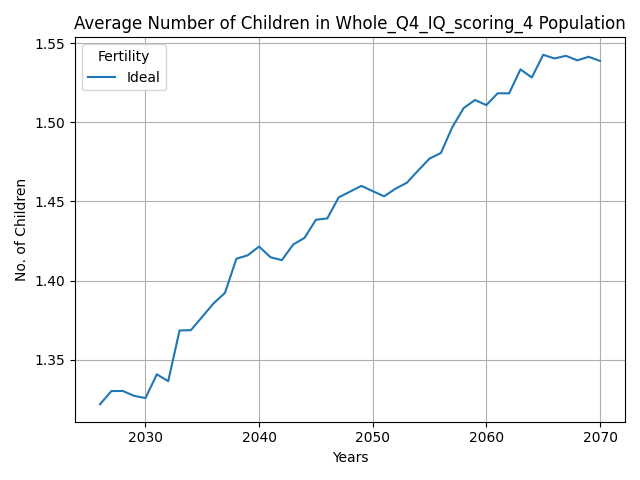 Average Number of Children in Whole_Q4_IQ_scoring_4 Population
Fertility
Ideal
No. of Children
1.55
1.50
1.45
1.40
1.35
2030 2040 2050 2060 2070
Years